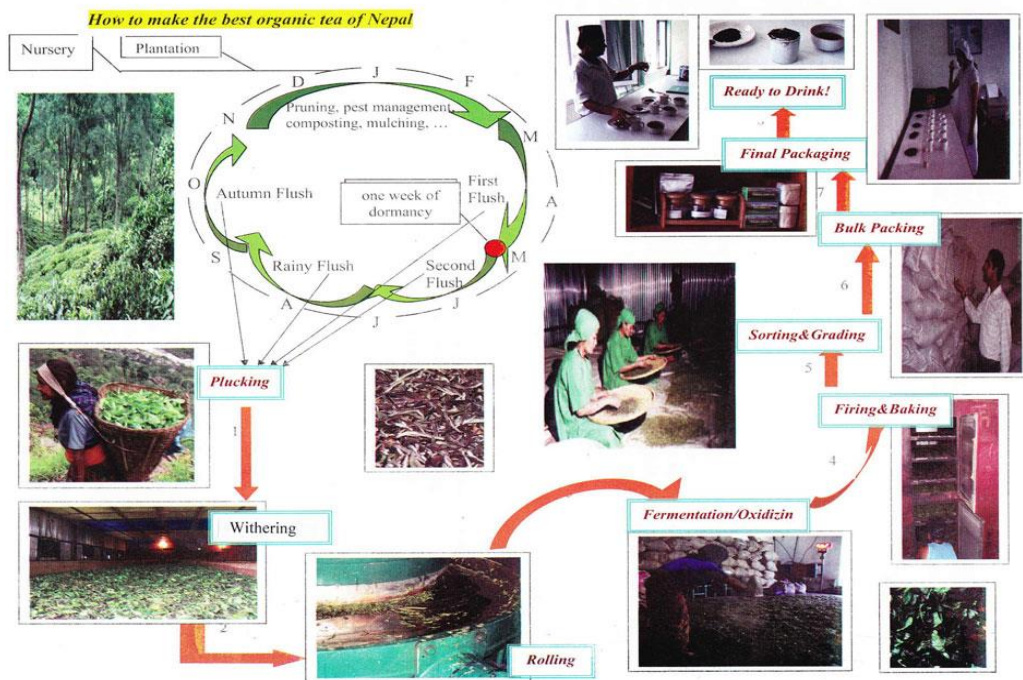 How to make the best organic tea of Nepal
Nursery
Plantation
J
F
M
A
M
J
J
A
S
O
N
D
Pruning, pest management,
composting, mulching, ...
Autumn Flush
one week of
dormancy
First
Flush
Rainy Flush
Second
Flush
Plucking
1
Withering
2
Rolling
Fermentation/Oxidizin
4
Firing&Baking
5
Sorting&Grading
6
Bulk Packing
7
Final Packaging
Ready to Drink!